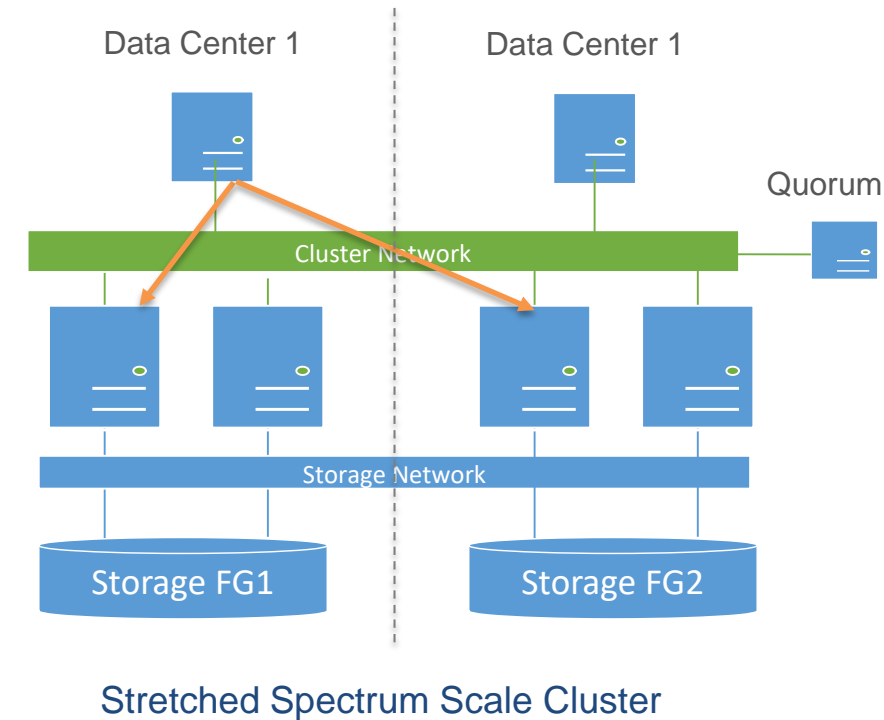 Data Center 1
Data Center 1
Quorum
Cluster Network
Storage Network
Storage FG1
Storage FG2
Stretched Spectrum Scale Cluster